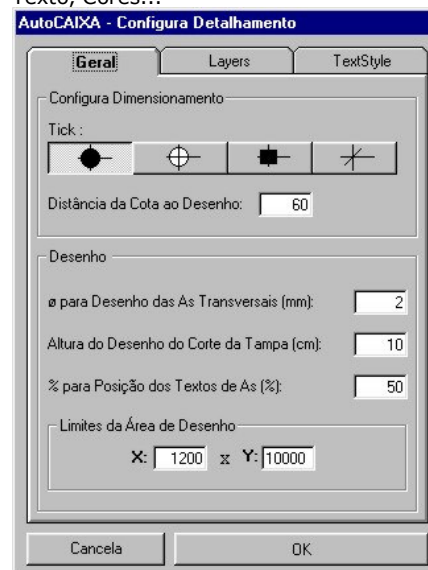 Texto, Cores...
AutoCAIXA - Configura Detalhamento
Geral Layers TextStyle
Configura Dimensionamento
Tick :
Distância da Cota ao Desenho: 60
Desenho
ø para Desenho das As Transversais (mm): 2
Altura do Desenho do Corte da Tampa (cm): 10
% para Posição dos Textos de As (%): 50
Limites da Área de Desenho
X: 1200 x Y: 10000
Cancela OK